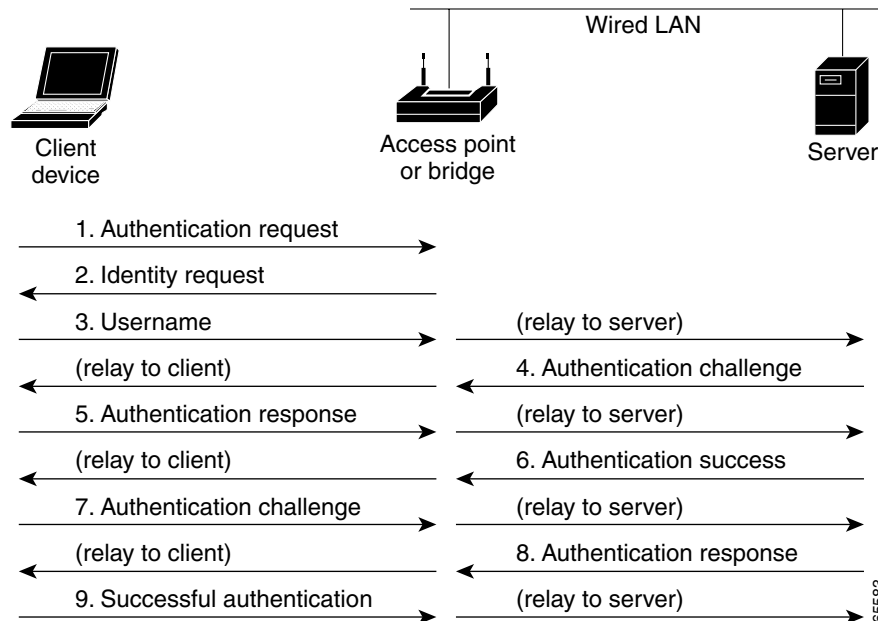 Wired LAN
Client
device
Access point
or bridge
Server
1. Authentication request
2. Identity request
3. Username
(relay to server)
(relay to client)
4. Authentication challenge
5. Authentication response
(relay to server)
(relay to client)
6. Authentication success
7. Authentication challenge
(relay to server)
(relay to client)
8. Authentication response
9. Successful authentication
(relay to server)
65583